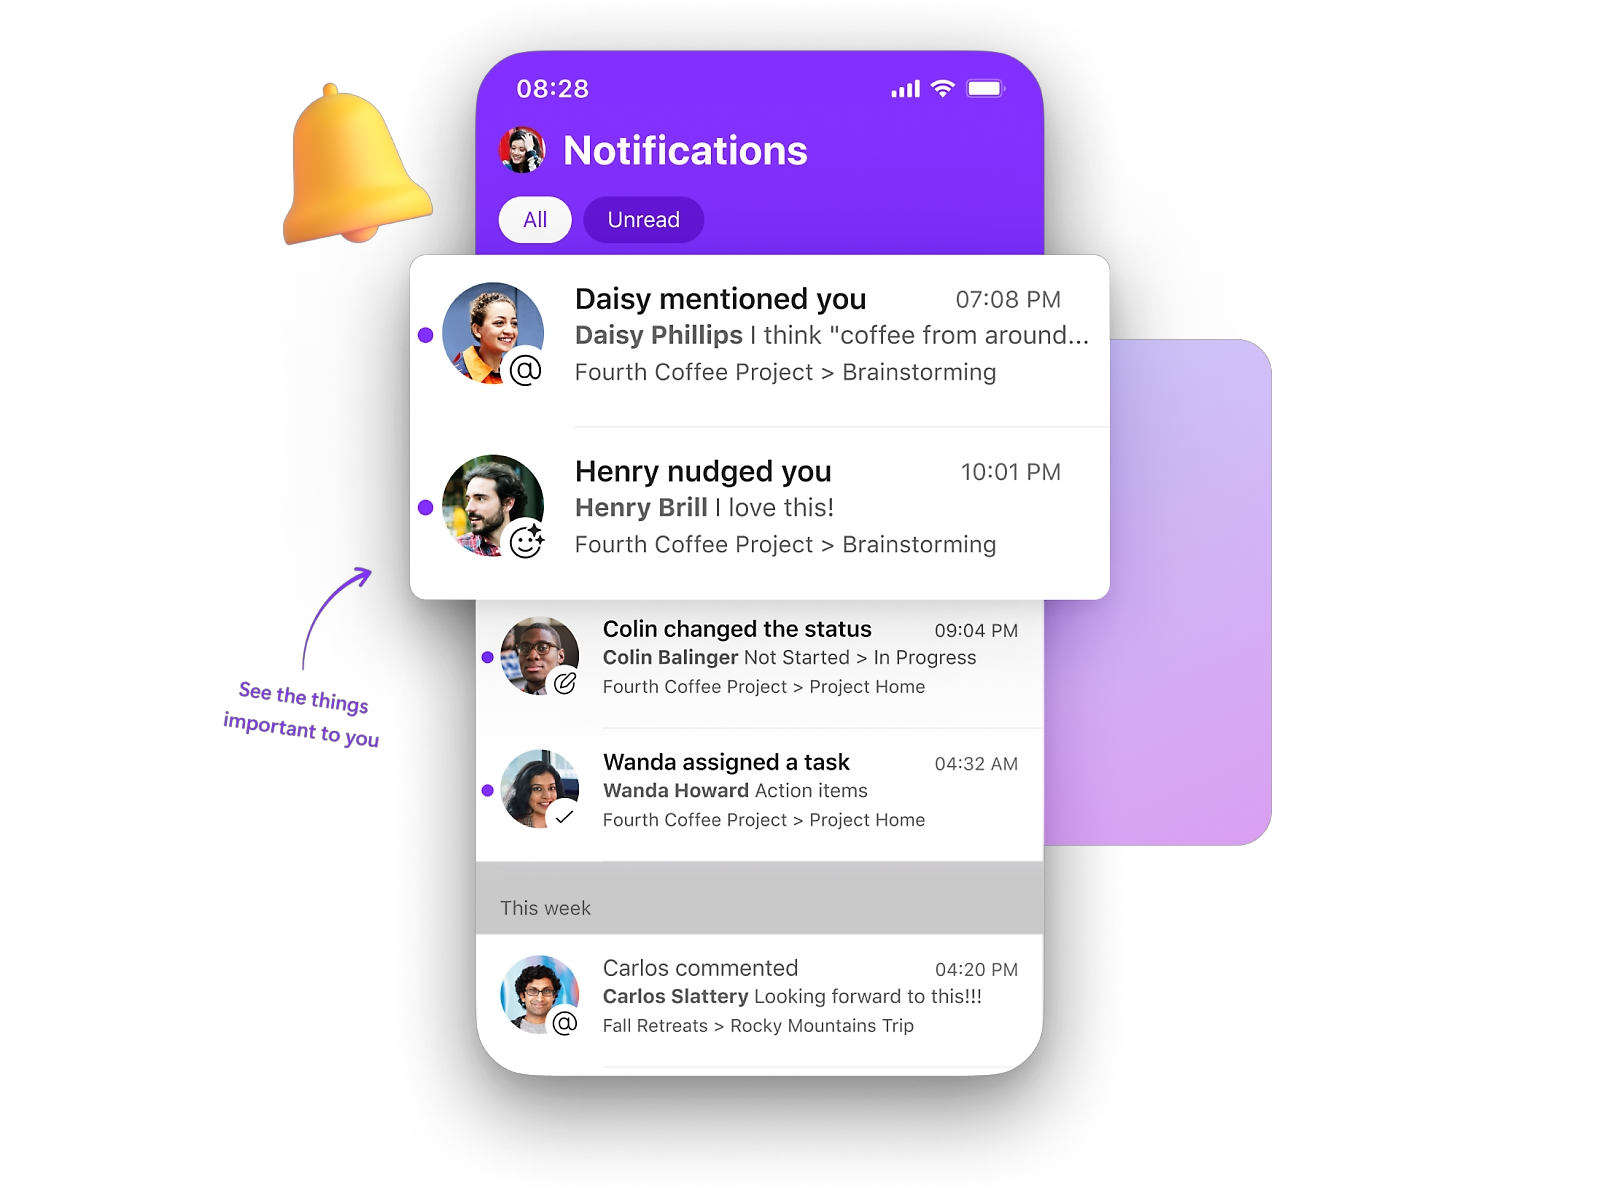 08:28
Notifications
All
Unread
Daisy mentioned you 07:08 PM
Daisy Phillips I think "coffee from around...
Fourth Coffee Project > Brainstorming
Henry nudged you 10:01 PM
Henry Brill I love this!
Fourth Coffee Project > Brainstorming
Colin changed the status 09:04 PM
Colin Balinger Not Started > In Progress
Fourth Coffee Project > Project Home
See the things
important to you
Wanda assigned a task 04:32 AM
Wanda Howard Action items
Fourth Coffee Project > Project Home
This week
Carlos commented 04:20 PM
Carlos Slattery Looking forward to this!!!
Fall Retreats > Rocky Mountains Trip